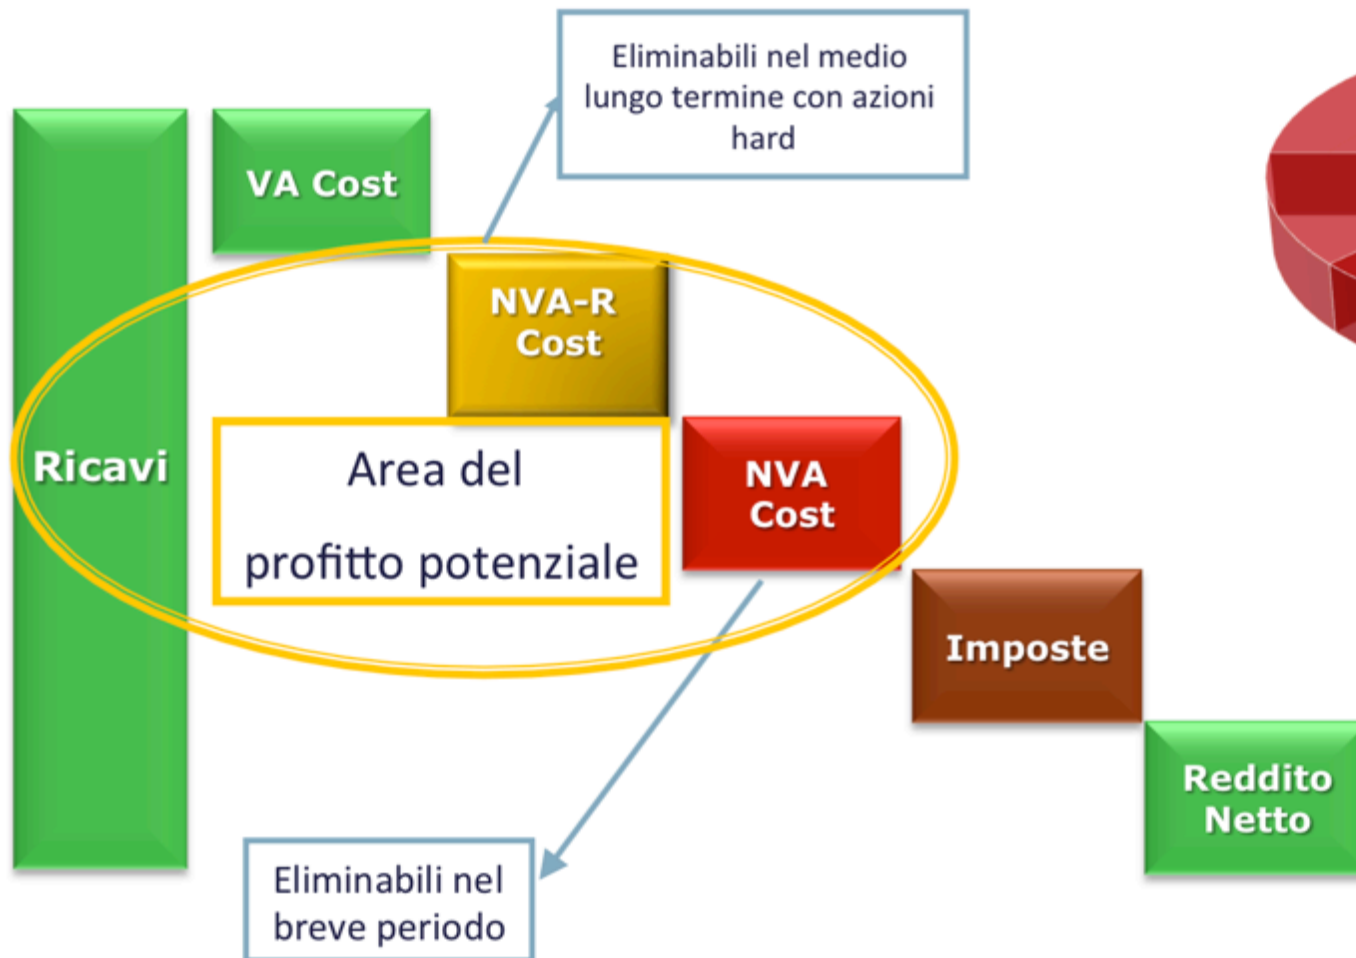 Eliminabili nel medio
lungo termine con azioni
hard
VA Cost
NVA-R
Cost
Ricavi
Area del
profitto potenziale
NVA
Cost
Imposte
Reddito
Netto
Eliminabili nel
breve periodo